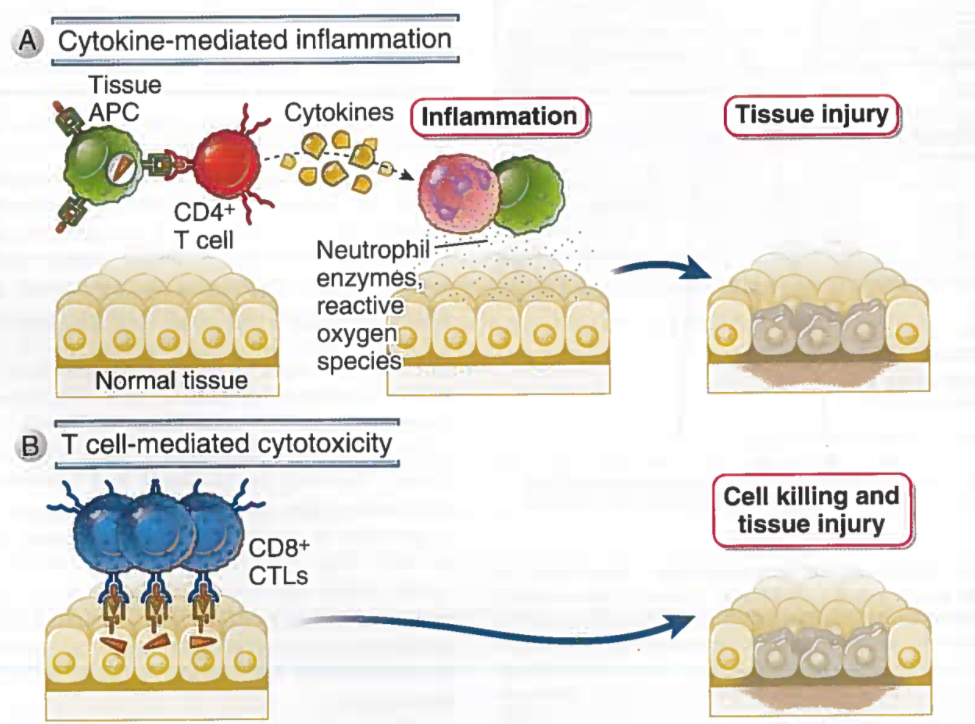 A Cytokine-mediated inflammation
Tissue
APC
Cytokines
Inflammation
Tissue injury
CD4+
T cell
Neutrophil
enzymes,
reactive
oxygen
species
Normal tissue
B T cell-mediated cytotoxicity
CD8+
CTLs
Cell killing and
tissue injury